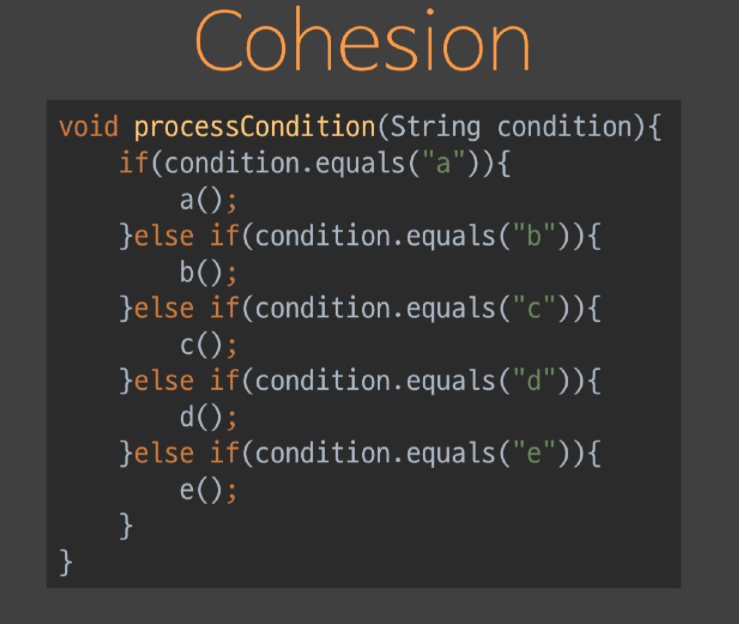 Cohesion
void processCondition(String condition){
    if(condition.equals("a")){
        a();
    }else if(condition.equals("b")){
        b();
    }else if(condition.equals("c")){
        c();
    }else if(condition.equals("d")){
        d();
    }else if(condition.equals("e")){
        e();
    }
}